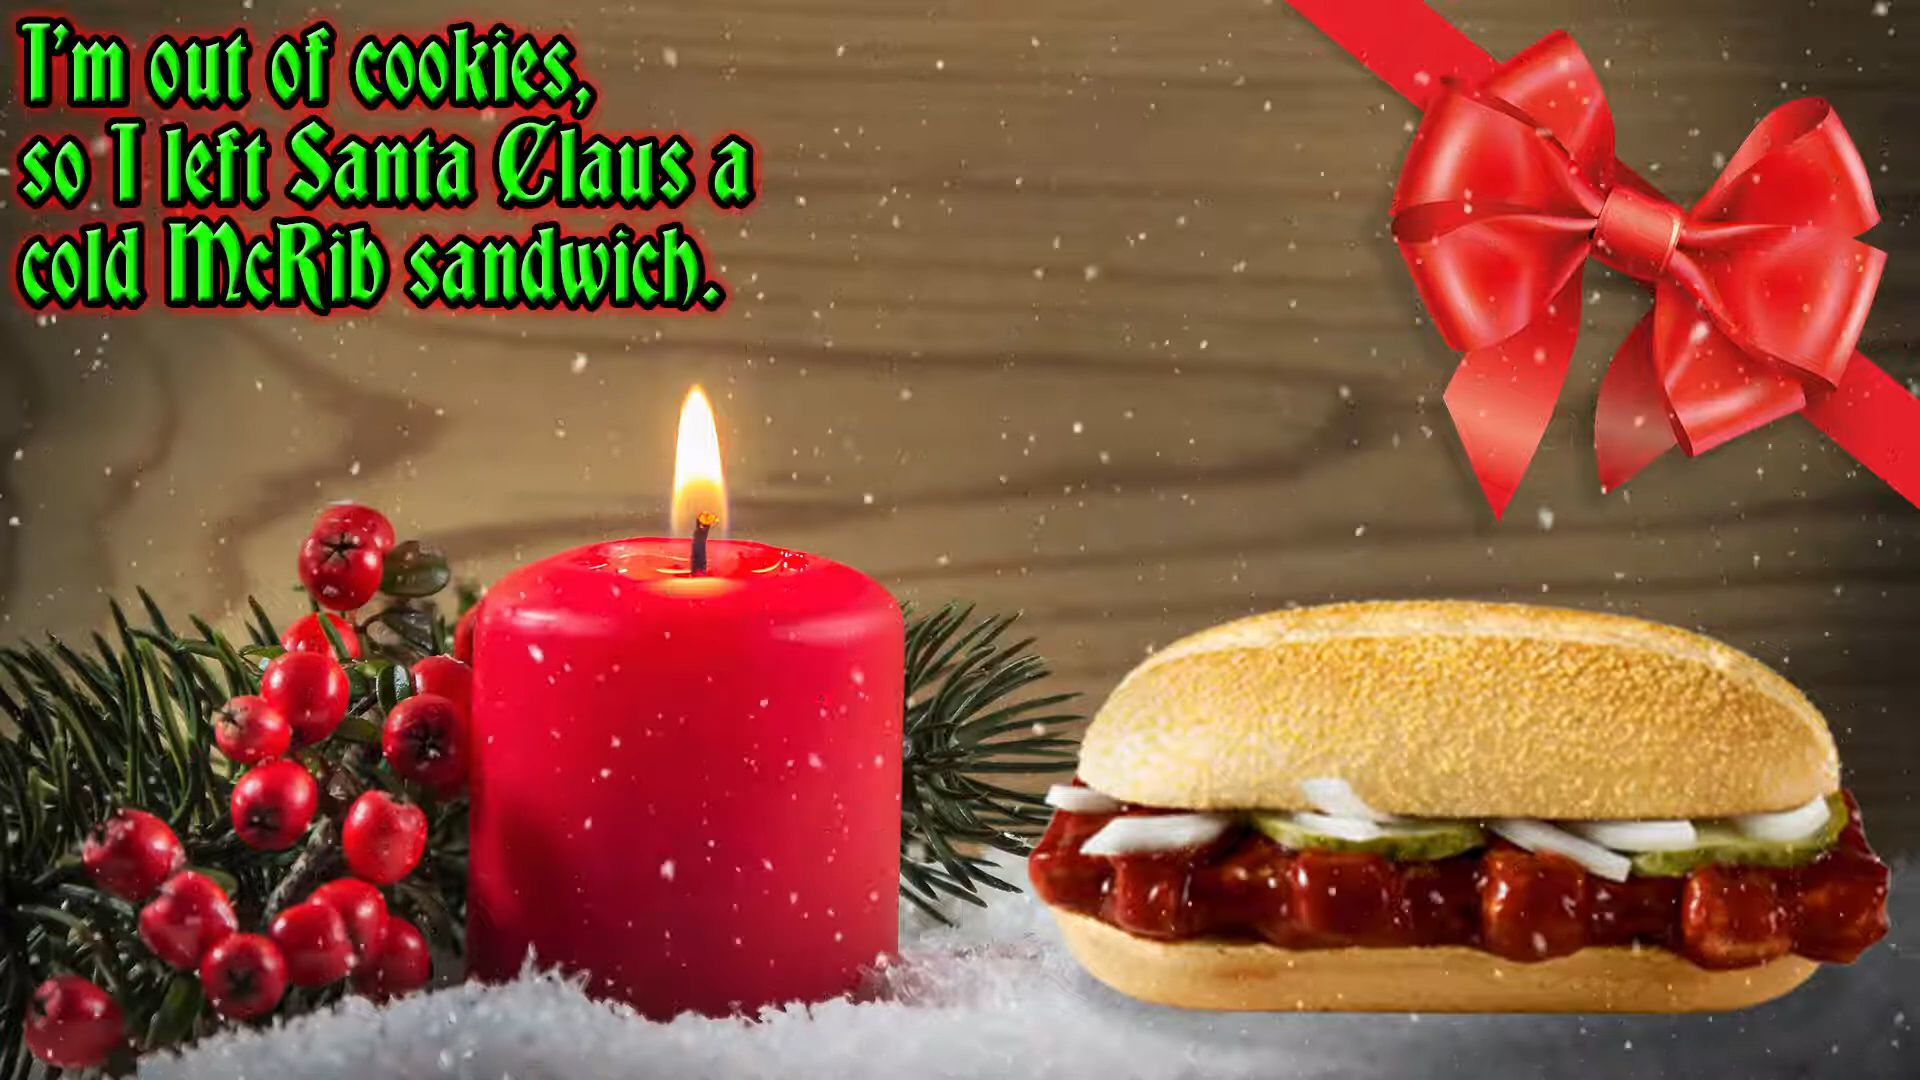 I'm out of cookies,
so I left Santa Claus a
cold McRib sandwich.